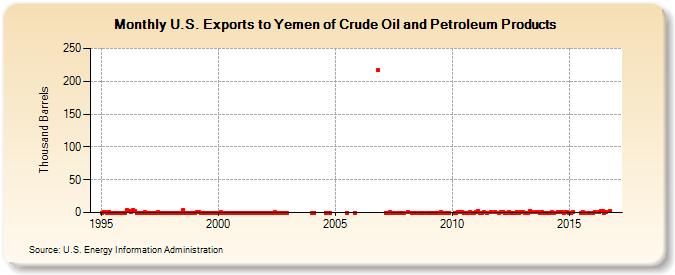 Monthly U.S. Exports to Yemen of Crude Oil and Petroleum Products
Thousand Barrels
250
200
150
100
50
0
1995 2000 2005 2010 2015
Source: U.S. Energy Information Administration